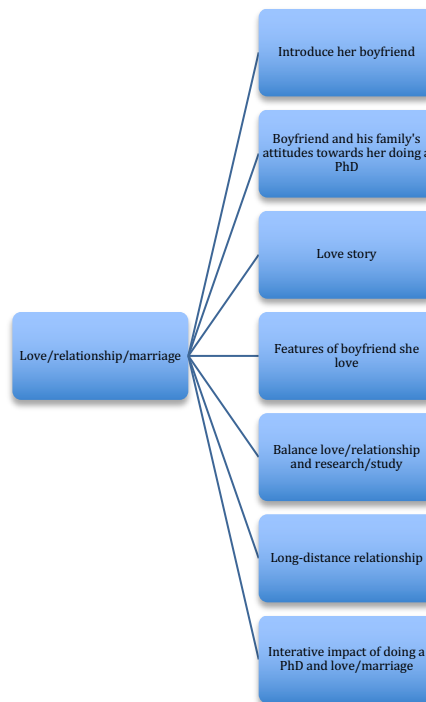 Introduce her boyfriend
Boyfriend and his family's
attitudes towards her doing a
PhD
Love story
Love/relationship/marriage
Features of boyfriend she
love
Balance love/relationship
and research/study
Long-distance relationship
Interative impact of doing a
PhD and love/marriage